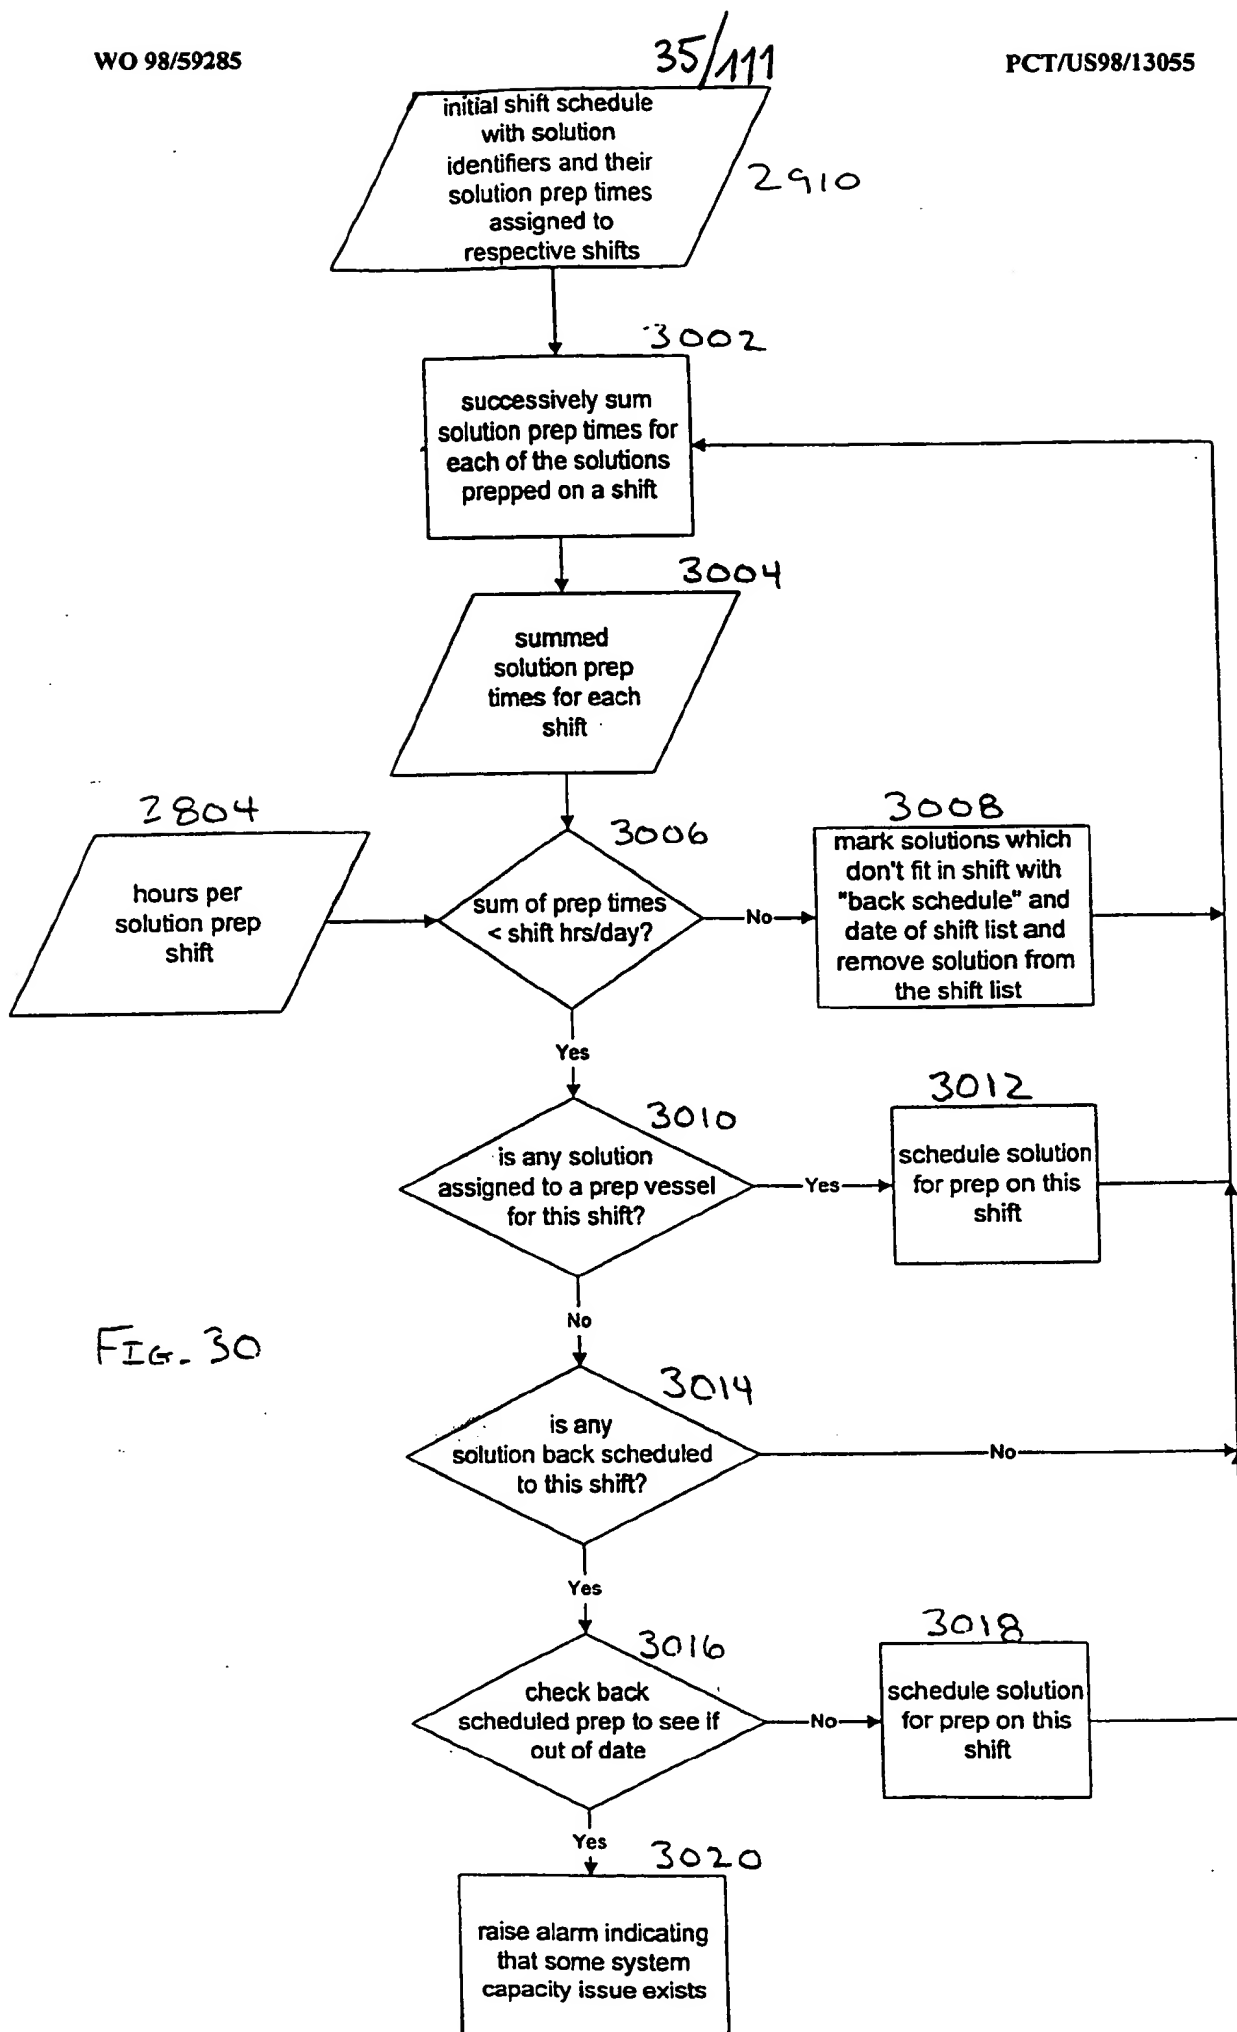 WO 98/59285
35/111
PCT/US98/13055
initial shift schedule
with solution
identifiers and their
solution prep times
assigned to
respective shifts
2910
3002
successively sum
solution prep times for
each of the solutions
prepped on a shift
3004
summed
solution prep
times for each
shift
2804
hours per
solution prep
shift
3006
sum of prep times
< shift hrs/day?
No
3008
mark solutions which
don't fit in shift with
"back schedule" and
date of shift list and
remove solution from
the shift list
Yes
3010
is any solution
assigned to a prep vessel
for this shift?
Yes
3012
schedule solution
for prep on this
shift
No
FIG. 30
3014
is any
solution back scheduled
to this shift?
No
Yes
3016
check back
scheduled prep to see if
out of date
No
3018
schedule solution
for prep on this
shift
Yes
3020
raise alarm indicating
that some system
capacity issue exists